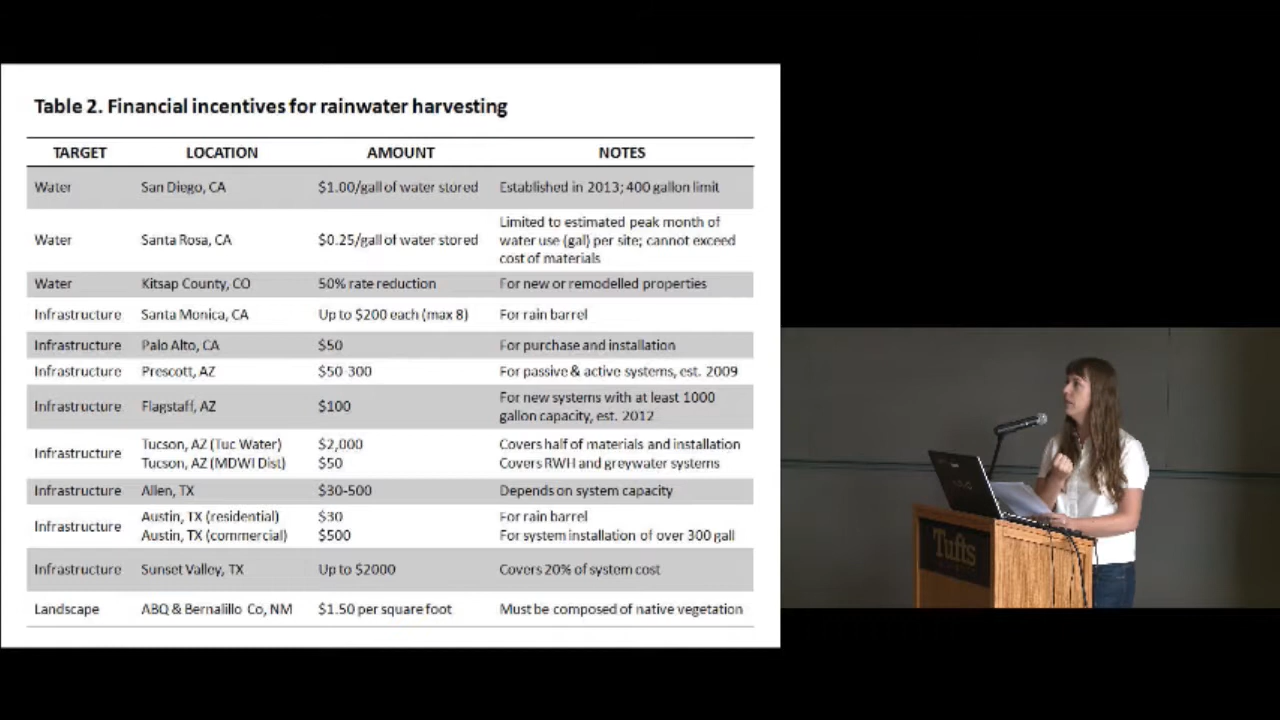 Table 2. Financial incentives for rainwater harvesting
TARGET LOCATION AMOUNT NOTES
Water San Diego, CA $1.00/gall of water stored Established in 2013; 400 gallon limit
Water Santa Rosa, CA $0.25/gall of water stored Limited to estimated peak month of
water use (gal) per site; cannot exceed
cost of materials
Water Kitsap County, CO 50% rate reduction For new or remodelled properties
Infrastructure Santa Monica, CA Up to $200 each (max 8) For rain barrel
Infrastructure Palo Alto, CA $50 For purchase and installation
Infrastructure Prescott, AZ $50-300 For passive & active systems, est. 2009
Infrastructure Flagstaff, AZ $100 For new systems with at least 1000
gallon capacity, est. 2012
Infrastructure Tucson, AZ (Tuc Water) $2,000 Covers half of materials and installation
Tucson, AZ (MDWI Dist) $50 Covers RWH and greywater systems
Infrastructure Allen, TX $30-500 Depends on system capacity
Infrastructure Austin, TX (residential) $30 For rain barrel
Austin, TX (commercial) $500 For system installation of over 300 gall
Infrastructure Sunset Valley, TX Up to $2000 Covers 20% of system cost
Landscape ABQ & Bernalillo Co, NM $1.50 per square foot Must be composed of native vegetation
Tufts